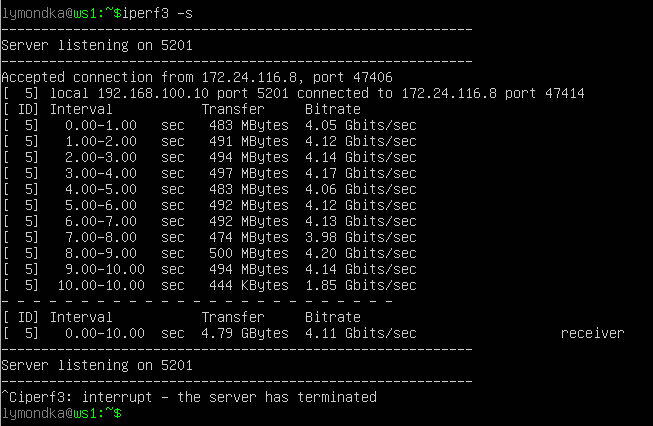 lymondka@ws1:~$iperf3 -s
-----------------------------------------------------------
Server listening on 5201
-----------------------------------------------------------
Accepted connection from 172.24.116.8, port 47406
[  5] local 192.168.100.10 port 5201 connected to 172.24.116.8 port 47414
[ ID] Interval           Transfer     Bitrate
[  5]   0.00-1.00   sec   483 MBytes  4.05 Gbits/sec
[  5]   1.00-2.00   sec   491 MBytes  4.12 Gbits/sec
[  5]   2.00-3.00   sec   494 MBytes  4.14 Gbits/sec
[  5]   3.00-4.00   sec   497 MBytes  4.17 Gbits/sec
[  5]   4.00-5.00   sec   483 MBytes  4.06 Gbits/sec
[  5]   5.00-6.00   sec   492 MBytes  4.12 Gbits/sec
[  5]   6.00-7.00   sec   492 MBytes  4.13 Gbits/sec
[  5]   7.00-8.00   sec   474 MBytes  3.98 Gbits/sec
[  5]   8.00-9.00   sec   500 MBytes  4.20 Gbits/sec
[  5]   9.00-10.00  sec   494 MBytes  4.14 Gbits/sec
[  5]  10.00-10.00  sec   444 KBytes  1.85 Gbits/sec
- - - - - - - - - - - - - - - - - - - - - - - - -
[ ID] Interval           Transfer     Bitrate
[  5]   0.00-10.00  sec  4.79 GBytes  4.11 Gbits/sec                  receiver
-----------------------------------------------------------
Server listening on 5201
-----------------------------------------------------------
^Ciperf3: interrupt - the server has terminated
lymondka@ws1:~$